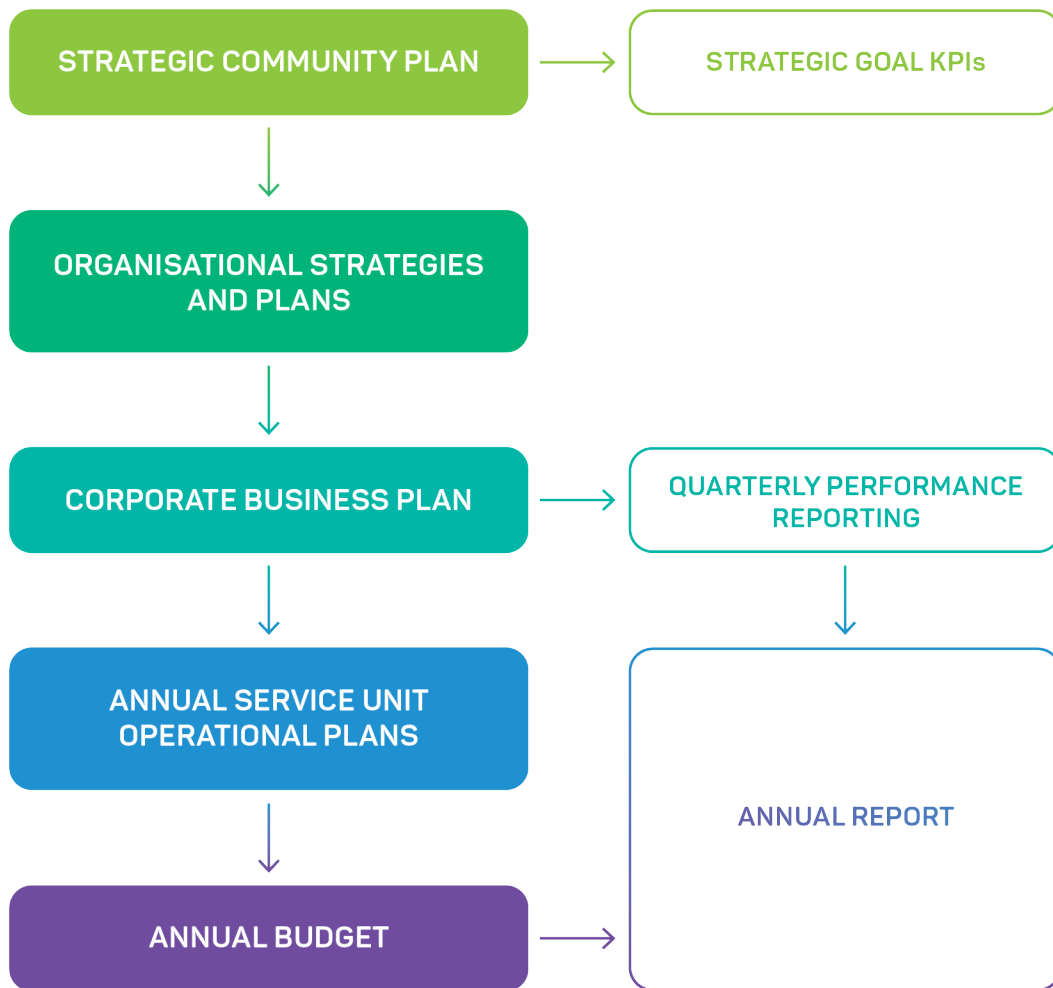 STRATEGIC COMMUNITY PLAN
STRATEGIC GOAL KPIs
ORGANISATIONAL STRATEGIES
AND PLANS
CORPORATE BUSINESS PLAN
QUARTERLY PERFORMANCE
REPORTING
ANNUAL SERVICE UNIT
OPERATIONAL PLANS
ANNUAL REPORT
ANNUAL BUDGET